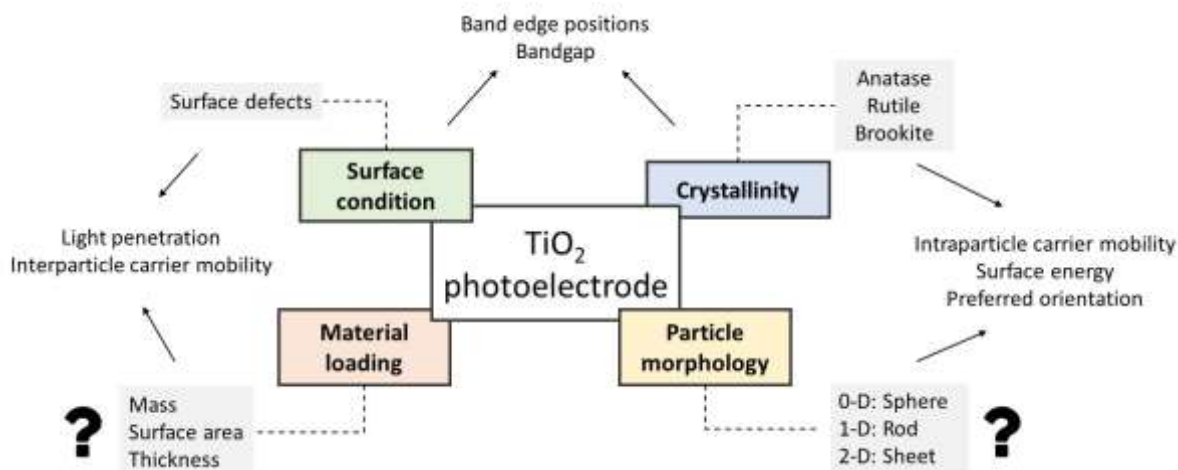 Band edge positions
Bandgap
Surface defects
Anatase
Rutile
Brookite
Surface
condition
Crystallinity
TiO₂
photoelectrode
Light penetration
Interparticle carrier mobility
Intraparticle carrier mobility
Surface energy
Preferred orientation
Material
loading
Particle
morphology
?
Mass
Surface area
Thickness
0-D: Sphere
1-D: Rod
2-D: Sheet
?